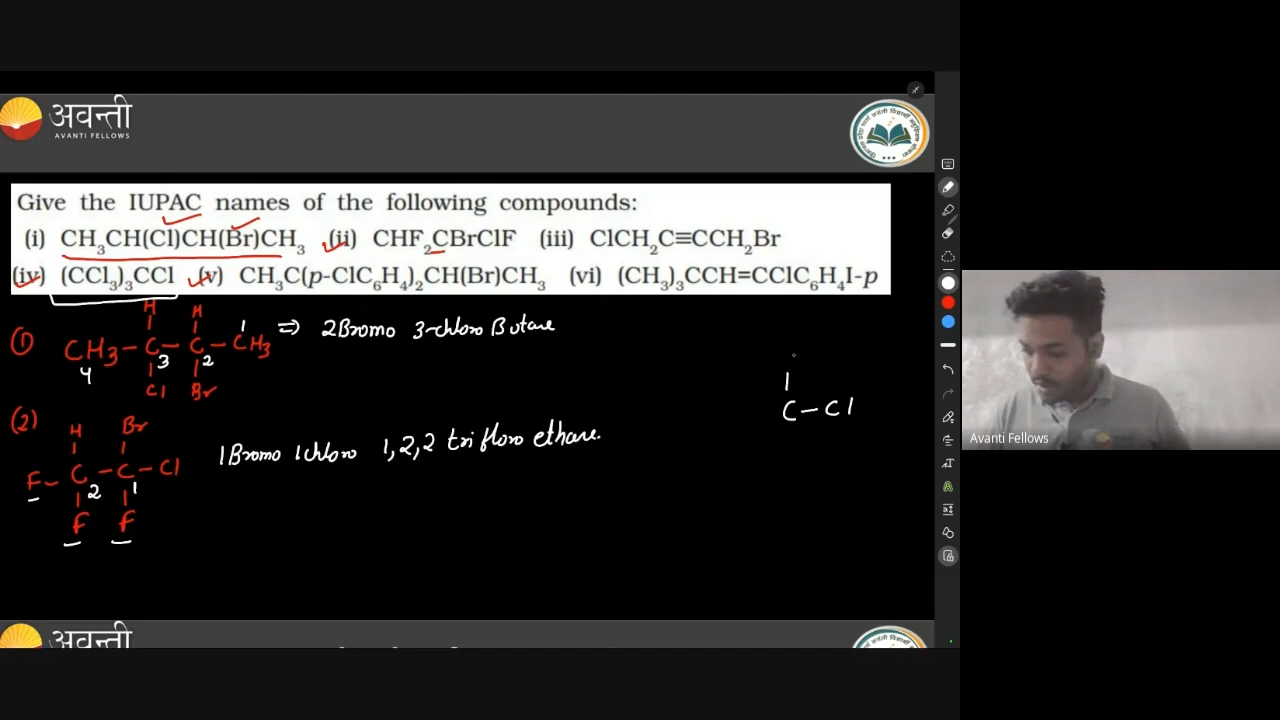 अवन्ती
AVANTI FELLOWS
Give the IUPAC names of the following compounds:
(i) CH₃CH(Cl)CH(Br)CH₃ (ii) CHF₂CBrClF (iii) ClCH₂C≡CCH₂Br
(iv) (CCl₃)₃CCl (v) CH₃C(p-ClC₆H₄)₂CH(Br)CH₃ (vi) (CH₃)₃CCH=CClC₆H₄I-p
H H
① CH3 - C - C - CH3 ⇒ 2Bromo 3-chloro Butane
4 3 2 1
Cl Br
C - Cl
(2)
H Br
F - C - C - Cl 1Bromo 1chloro 1,2,2 trifloro ethane.
2 1
F F
Avanti Fellows
अवन्ती